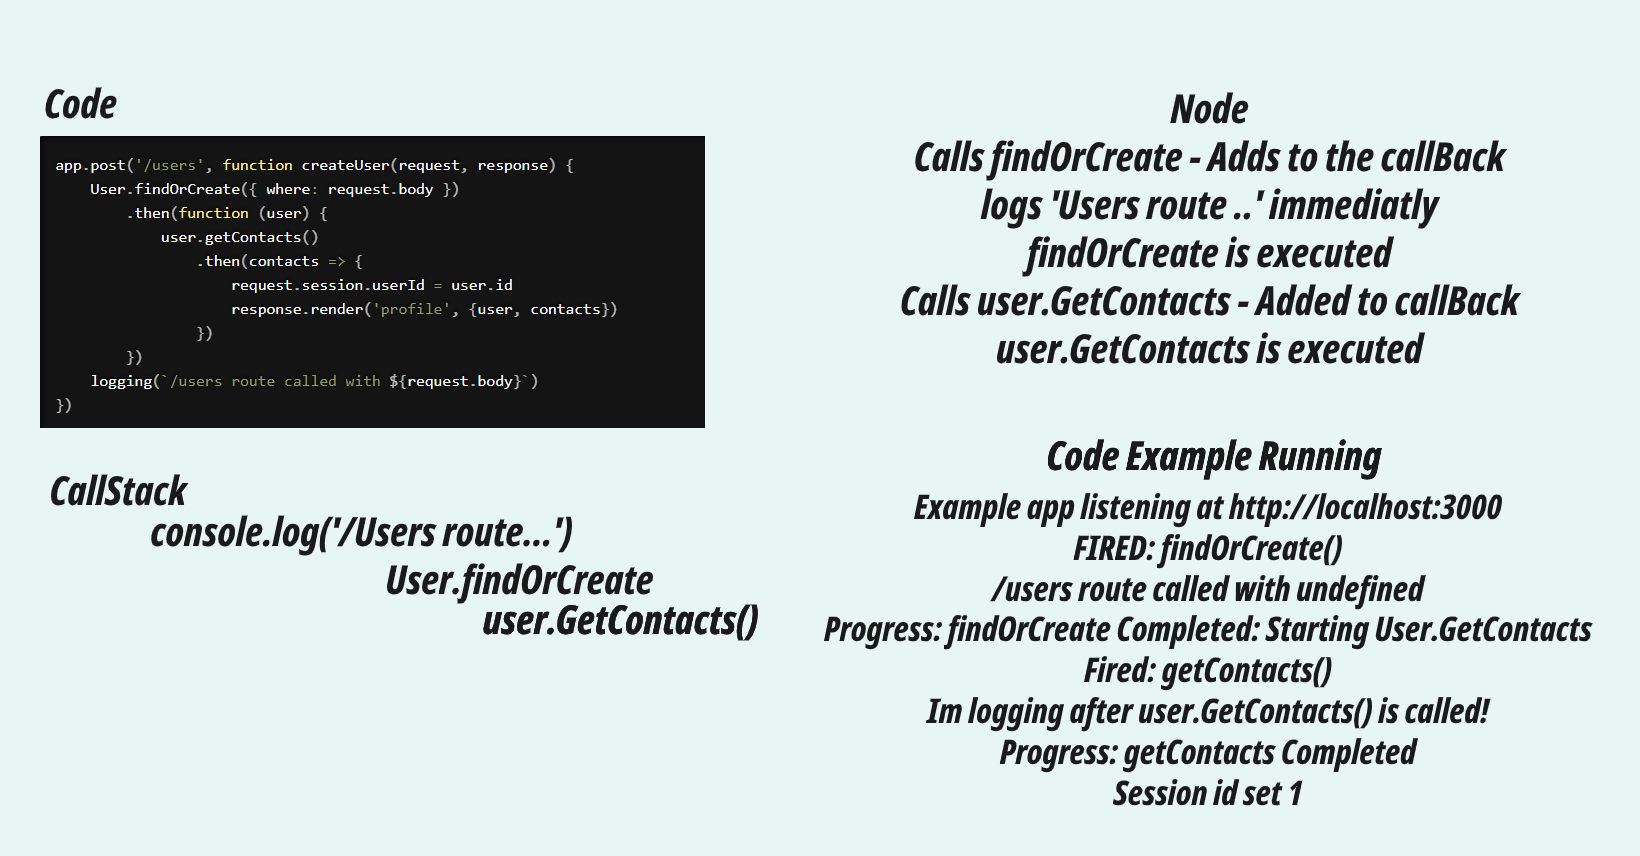 Code
app.post('/users', function createUser(request, response) {
    User.findOrCreate({ where: request.body })
        .then(function (user) {
            user.getContacts()
                .then(contacts => {
                    request.session.userId = user.id
                    response.render('profile', {user, contacts})
                })
        })
    logging(`/users route called with ${request.body}`)
})
CallStack
console.log('/Users route...')
User.findOrCreate
user.GetContacts()
Node
Calls findOrCreate - Adds to the callBack
logs 'Users route ..' immediatly
findOrCreate is executed
Calls user.GetContacts - Added to callBack
user.GetContacts is executed
Code Example Running
Example app listening at http://localhost:3000
FIRED: findOrCreate()
/users route called with undefined
Progress: findOrCreate Completed: Starting User.GetContacts
Fired: getContacts()
Im logging after user.GetContacts() is called!
Progress: getContacts Completed
Session id set 1